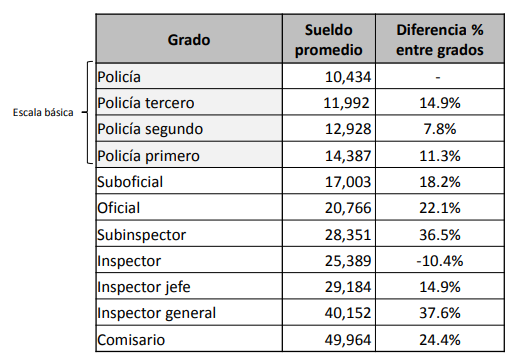 Grado Sueldo promedio Diferencia % entre grados
Policía 10,434 -
Policía tercero 11,992 14.9%
Escala básica
Policía segundo 12,928 7.8%
Policía primero 14,387 11.3%
Suboficial 17,003 18.2%
Oficial 20,766 22.1%
Subinspector 28,351 36.5%
Inspector 25,389 -10.4%
Inspector jefe 29,184 14.9%
Inspector general 40,152 37.6%
Comisario 49,964 24.4%